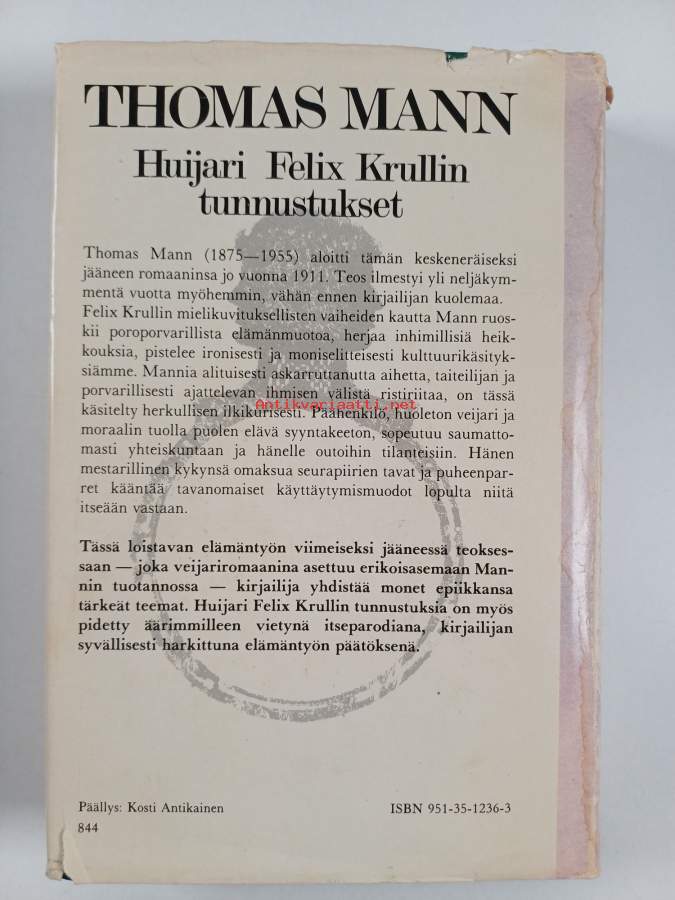 THOMAS MANN
Huijari Felix Krullin
tunnustukset
Thomas Mann (1875—1955) aloitti tämän keskeneräiseksi
jääneen romaaninsa jo vuonna 1911. Teos ilmestyi yli neljäkym-
mentä vuotta myöhemmin, vähän ennen kirjailijan kuolemaa.
Felix Krullin mielikuvituksellisten vaiheiden kautta Mann ruos-
kii poroporvarillista elämänmuotoa, herjaa inhimillisiä heik-
kouksia, pistelee ironisesti ja moniselitteisesti kulttuurikäsityk-
siämme. Mannia alituisesti askarruttanutta aihetta, taiteilijan ja
porvarillisesti ajattelevan ihmisen välistä ristiriitaa, on tässä
Antikvariaatti.net
käsitelty herkullisen ilkikurisesti. Päähenkilö, huoleton veijari ja
moraalin tuolla puolen elävä syyntakeeton, sopeutuu saumatto-
masti yhteiskuntaan ja hänelle outoihin tilanteisiin. Hänen
mestarillinen kykynsä omaksua seurapiirien tavat ja puheenpar-
ret kääntää tavanomaiset käyttäytymismuodot lopulta niitä
itseään vastaan.
Tässä loistavan elämäntyön viimeiseksi jääneessä teokses-
saan — joka veijariromaanina asettuu erikoisasemaan Man-
nin tuotannossa — kirjailija yhdistää monet epiikkansa
tärkeät teemat. Huijari Felix Krullin tunnustuksia on myös
pidetty äärimmilleen vietynä itseparodiana, kirjailijan
syvällisesti harkittuna elämäntyön päätöksenä.
Päällys: Kosti Antikainen
ISBN 951-35-1236-3
844